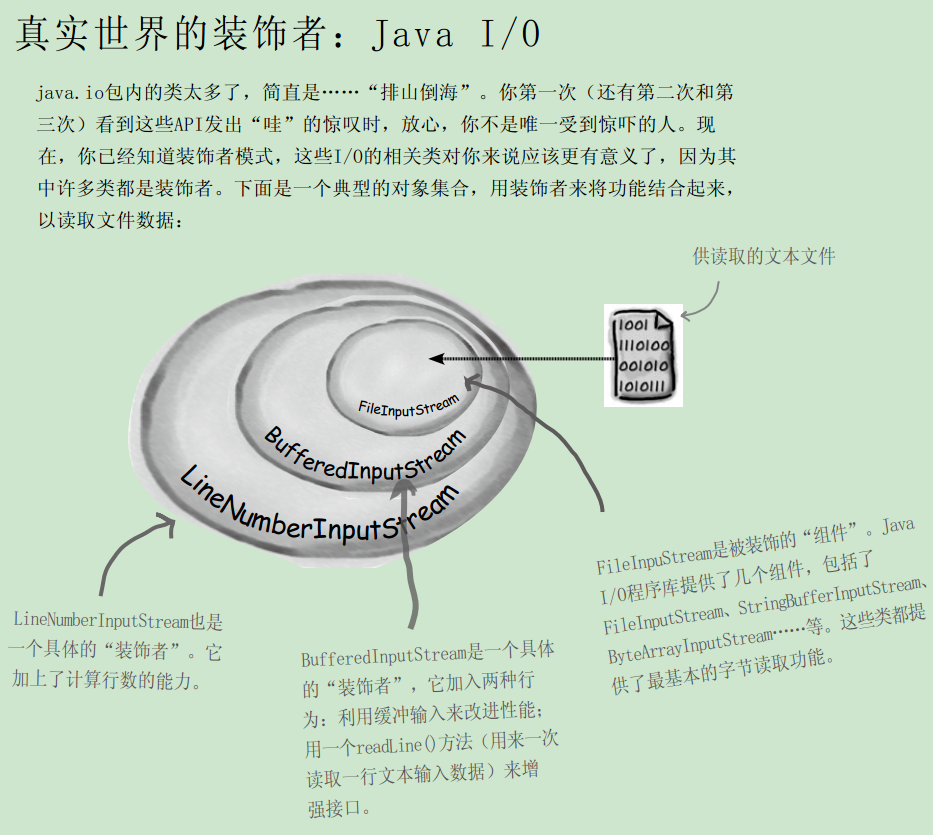 真实世界的装饰者：Java I/O
java.io包内的类太多了，简直是……“排山倒海”。你第一次（还有第二次和第
三次）看到这些API发出“哇”的惊叹时，放心，你不是唯一受到惊吓的人。现
在，你已经知道装饰者模式，这些I/O的相关类对你来说应该更有意义了，因为其
中许多类都是装饰者。下面是一个典型的对象集合，用装饰者来将功能结合起来，
以读取文件数据：
供读取的文本文件
1001
1110100
001010
1010111
FileInputStream
BufferedInputStream
LineNumberInputStream
FileInpuStream是被装饰的“组件”。Java
I/O程序库提供了几个组件，包括了
FileInputStream、StringBufferInputStream、
ByteArrayInputStream……等。这些类都提
供了最基本的字节读取功能。
LineNumberInputStream也是
一个具体的“装饰者”。它
加上了计算行数的能力。
BufferedInputStream是一个具体
的“装饰者”，它加入两种行
为：利用缓冲输入来改进性能；
用一个readLine()方法（用来一次
读取一行文本输入数据）来增
强接口。